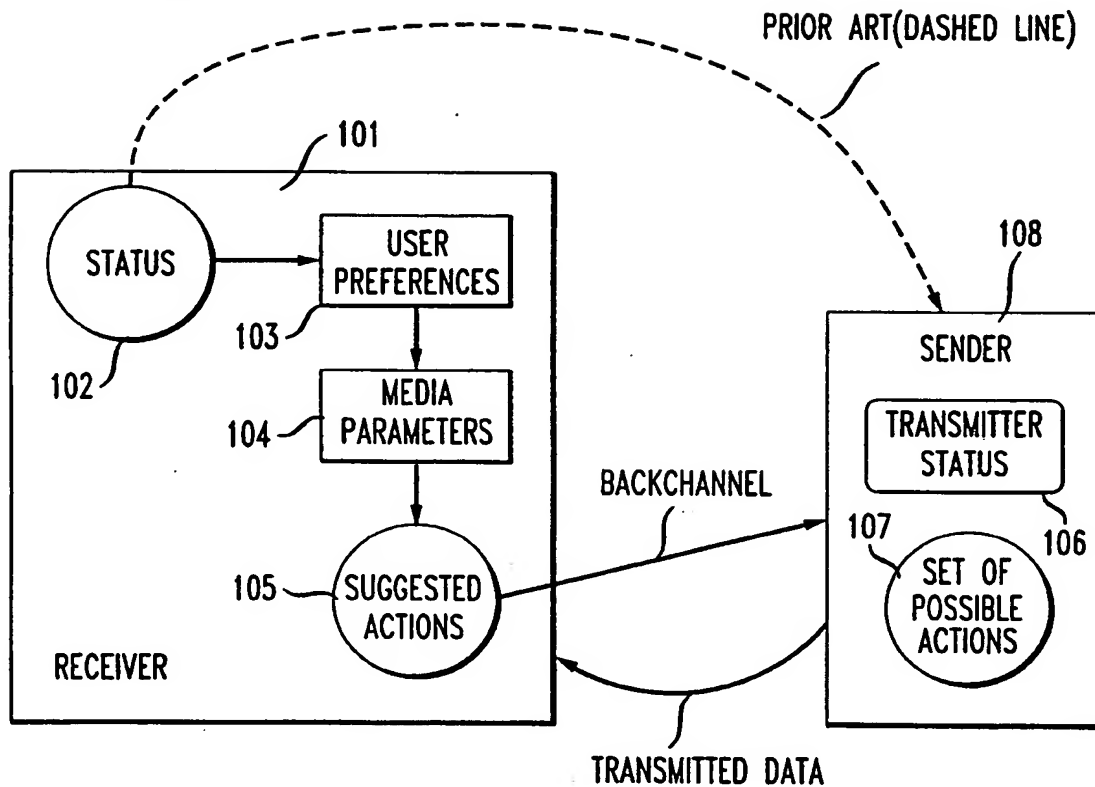 PRIOR ART(DASHED LINE)
101
STATUS
USER
PREFERENCES
108
103
SENDER
102
MEDIA
PARAMETERS
104
TRANSMITTER
STATUS
BACKCHANNEL
107
106
105
SUGGESTED
ACTIONS
SET OF
POSSIBLE
ACTIONS
RECEIVER
TRANSMITTED DATA